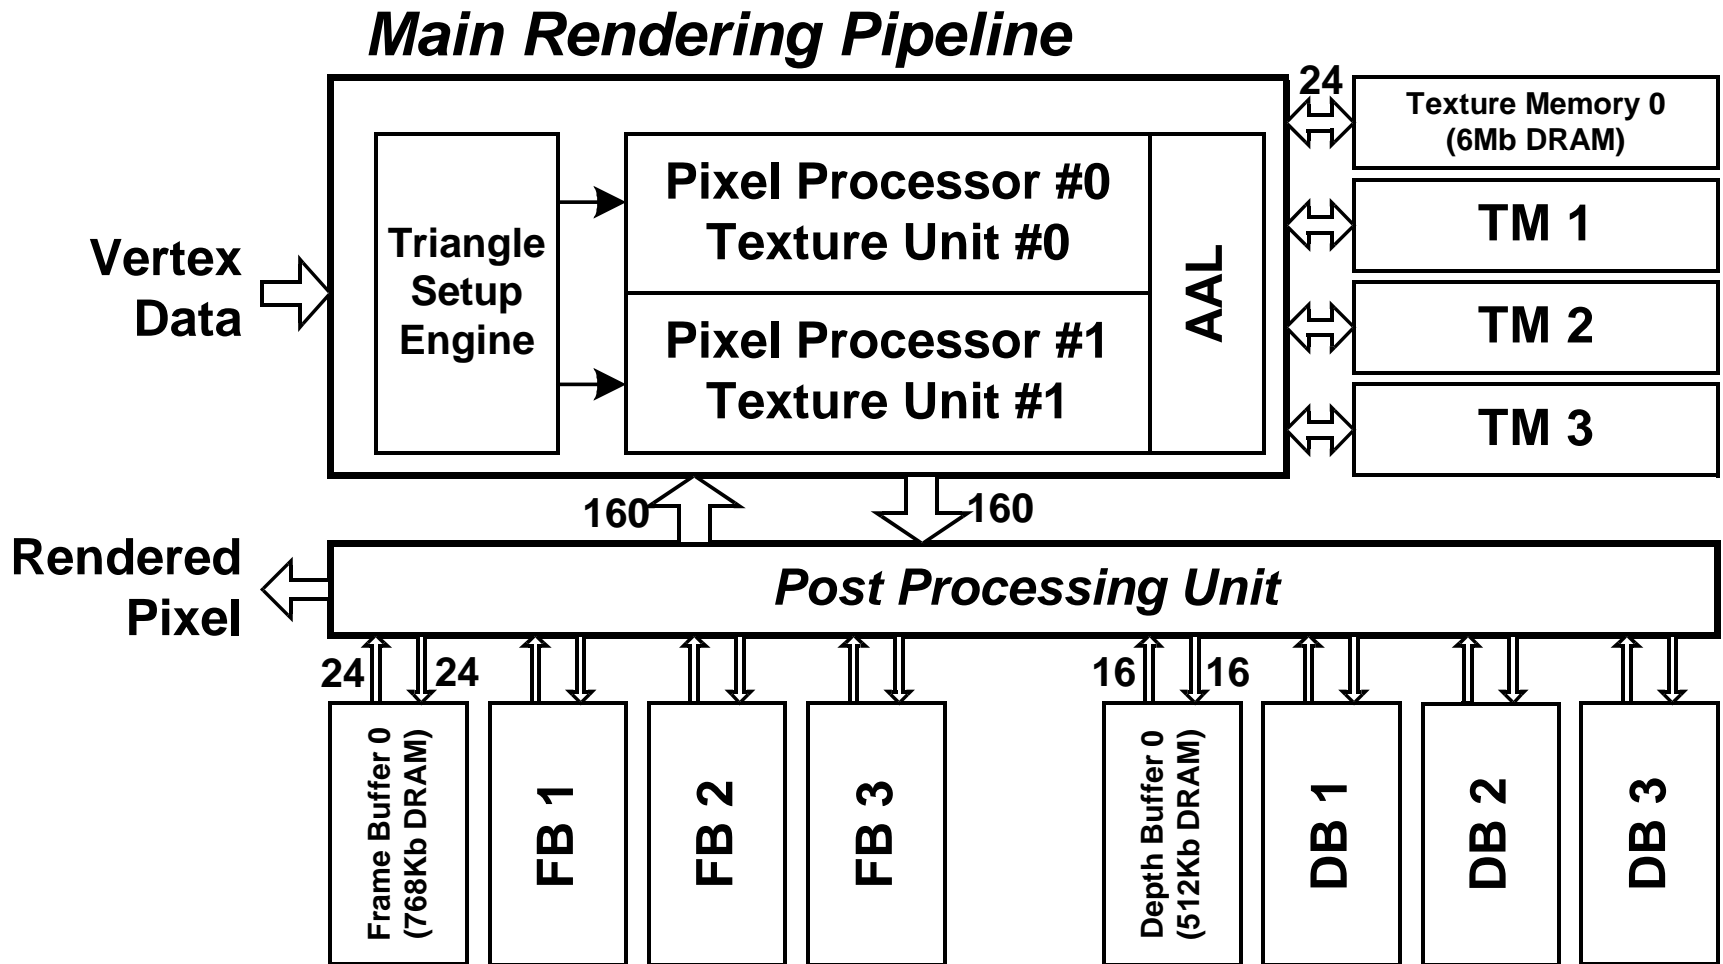 Main Rendering Pipeline
24
Texture Memory 0
(6Mb DRAM)
TM 1
TM 2
TM 3
Vertex
Data
Triangle
Setup
Engine
Pixel Processor #0
Texture Unit #0
Pixel Processor #1
Texture Unit #1
AAL
160
160
Rendered
Pixel
Post Processing Unit
24
24
16
16
Frame Buffer 0
(768Kb DRAM)
FB 1
FB 2
FB 3
Depth Buffer 0
(512Kb DRAM)
DB 1
DB 2
DB 3